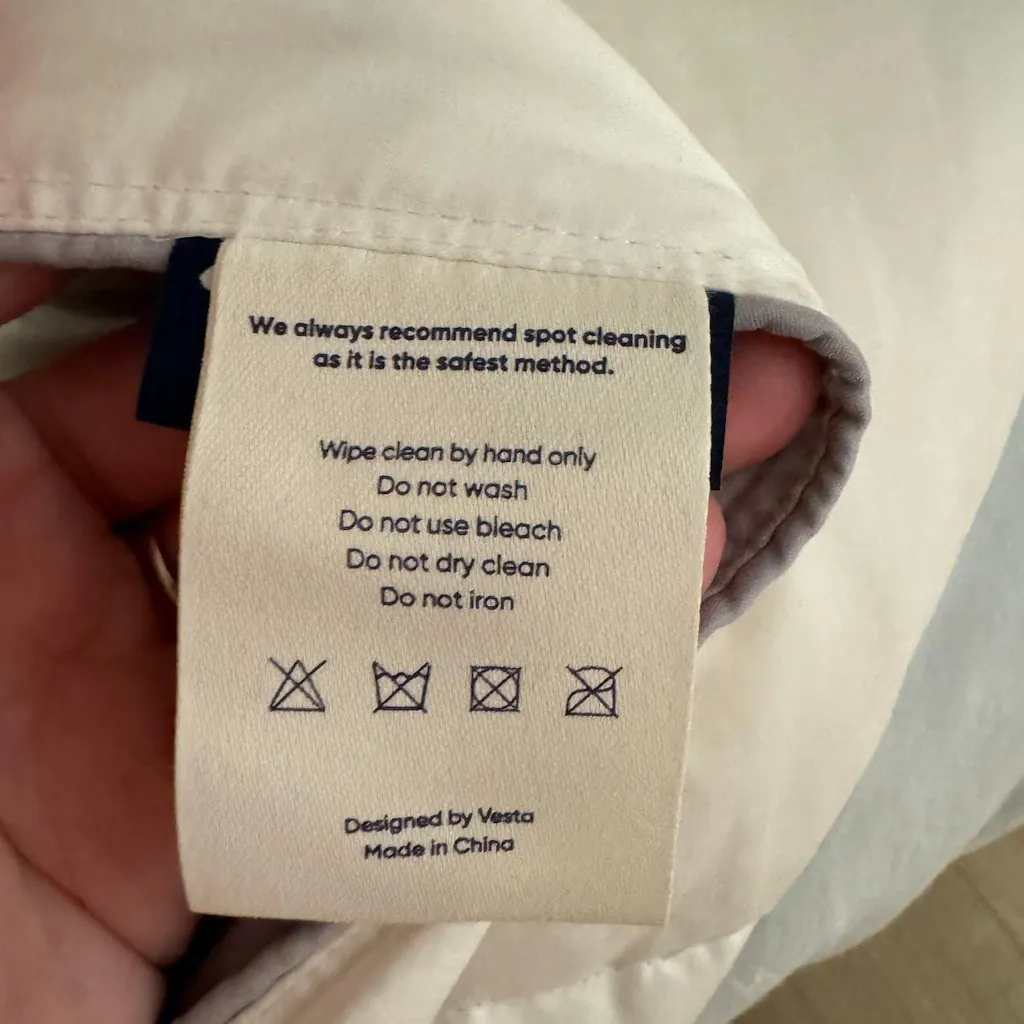 We always recommend spot cleaning
as it is the safest method.
Wipe clean by hand only
Do not wash
Do not use bleach
Do not dry clean
Do not iron
Designed by Vesta
Made in China